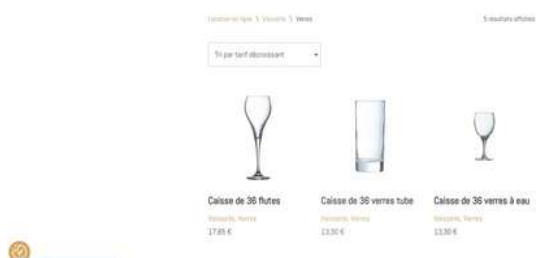 Location en ligne \ Vaisselle \ Verres
5 résultats affichés
Tri par tarif décroissant
Caisse de 36 flutes
Vaisselle, Verres
17,85 €
Caisse de 36 verres tube
Vaisselle, Verres
13,30 €
Caisse de 36 verres à eau
Vaisselle, Verres
13,30 €